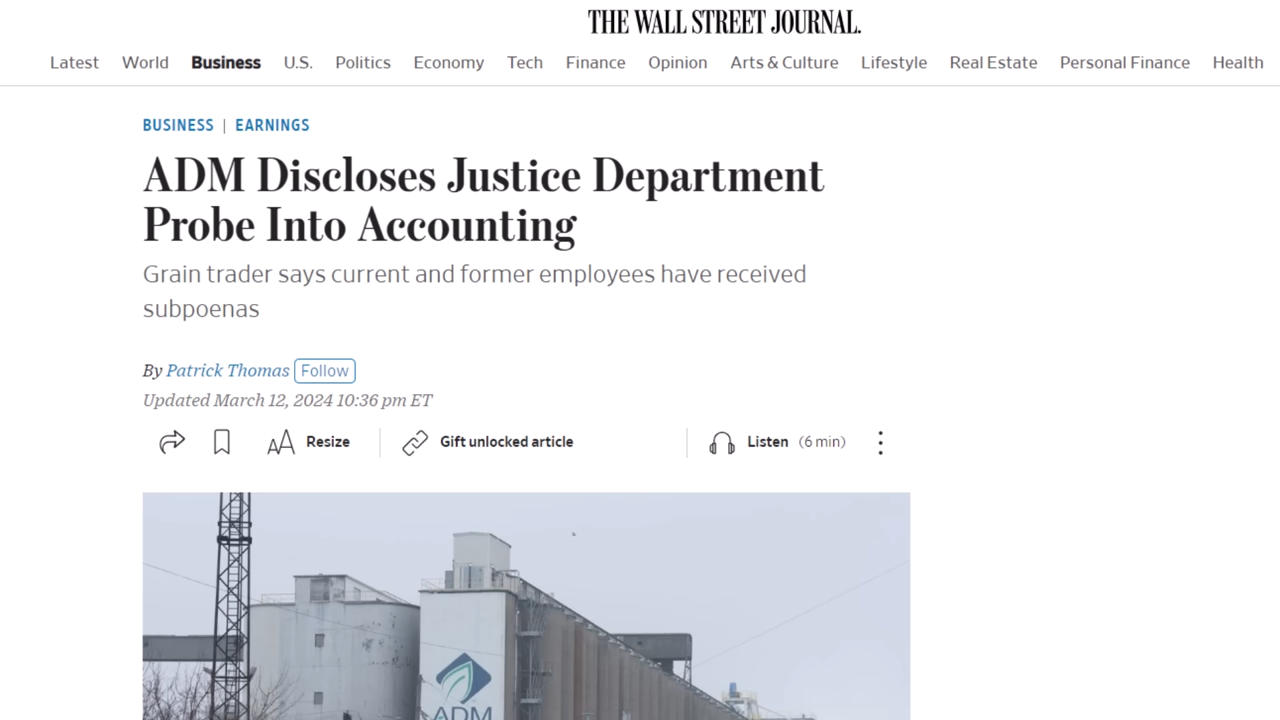 THE WALL STREET JOURNAL.
Latest World Business U.S. Politics Economy Tech Finance Opinion Arts & Culture Lifestyle Real Estate Personal Finance Health
BUSINESS | EARNINGS
ADM Discloses Justice Department
Probe Into Accounting
Grain trader says current and former employees have received
subpoenas
By Patrick Thomas Follow
Updated March 12, 2024 10:36 pm ET
AA Resize Gift unlocked article Listen (6 min)
ADM